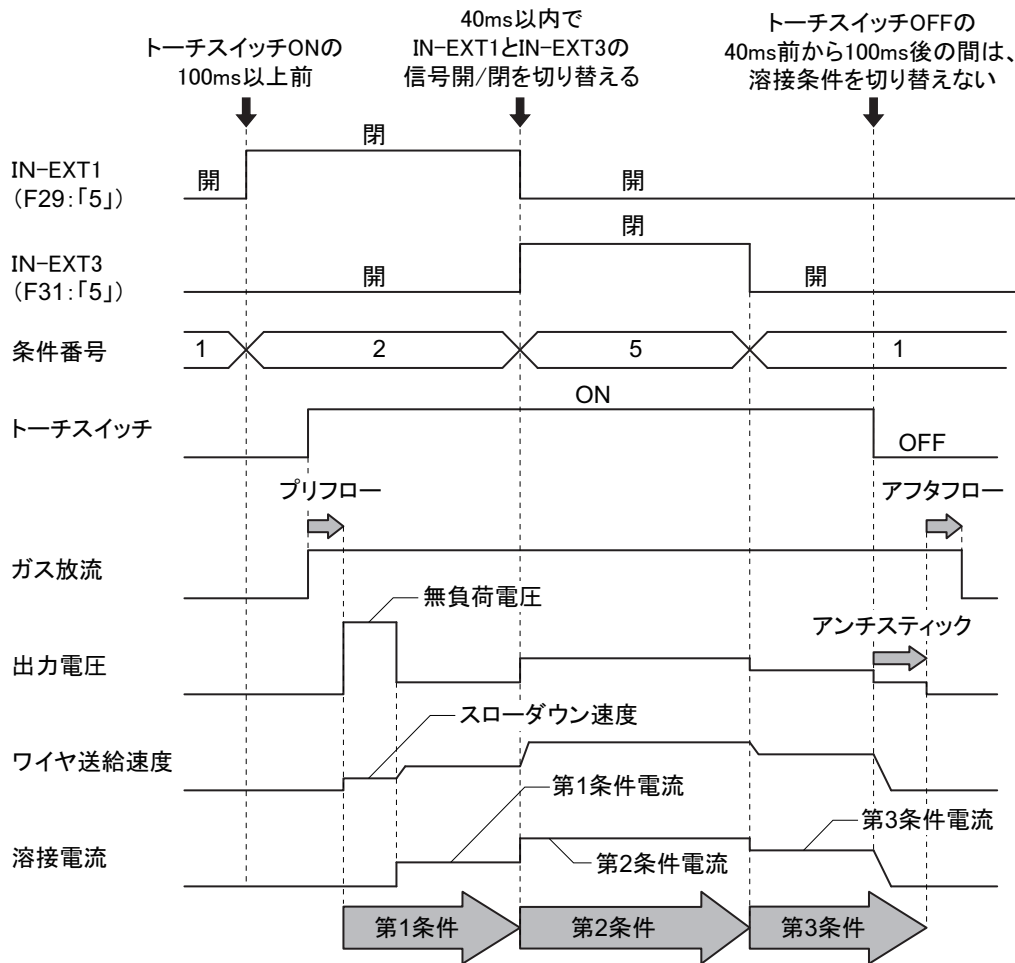 トーチスイッチONの
100ms以上前
40ms以内で
IN-EXT1とIN-EXT3の
信号開/閉を切り替える
トーチスイッチOFFの
40ms前から100ms後の間は、
溶接条件を切り替えない
IN-EXT1
(F29:「5」)
開
閉
開
IN-EXT3
(F31:「5」)
開
閉
開
条件番号
1
2
5
1
トーチスイッチ
ON
OFF
プリフロー
アフタフロー
ガス放流
無負荷電圧
出力電圧
アンチスティック
スローダウン速度
ワイヤ送給速度
第1条件電流
第3条件電流
溶接電流
第2条件電流
第1条件
第2条件
第3条件